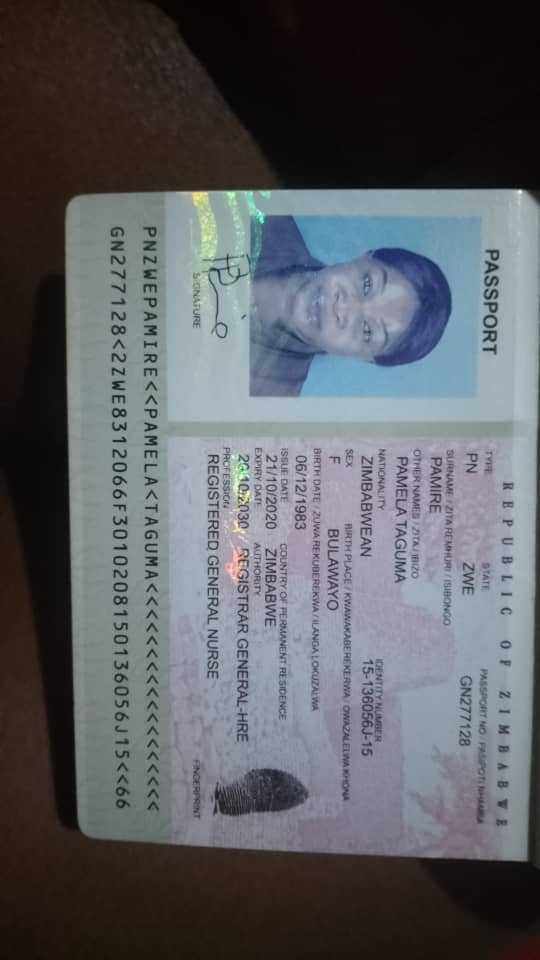 PASSPORT
REPUBLIC OF ZIMBABWE
TYPE STATE PASSPORT NO / PASIPOTI NHAMBA
PN ZWE GN277128
SURNAME / ZITA REMHURI / ISIBONGO
PAMIRE
OTHER NAMES / ZITA / IBIZO
PAMELA TAGUMA
NATIONALITY IDENTITY NUMBER
ZIMBABWEAN 15-136056J-15
SEX BIRTH PLACE / KWAWAKABEREKERWA / OWAZALELWA KHONA
F BULAWAYO
BIRTH DATE / ZUWA REKUBEREKWA / ILANGA LOKUZALWA
06/12/1983
ISSUE DATE COUNTRY OF PERMANENT RESIDENCE
21/10/2020 ZIMBABWE
EXPIRY DATE AUTHORITY
20/10/2030 REGISTRAR GENERAL-HRE
PROFESSION
REGISTERED GENERAL NURSE
SIGNATURE FINGERPRINT
PNZWEPAMIRE<<PAMELA<TAGUMA<<<<<<<<<<<<<<<<<<
GN277128<2ZWE8312066F3010208150136056J15<<66